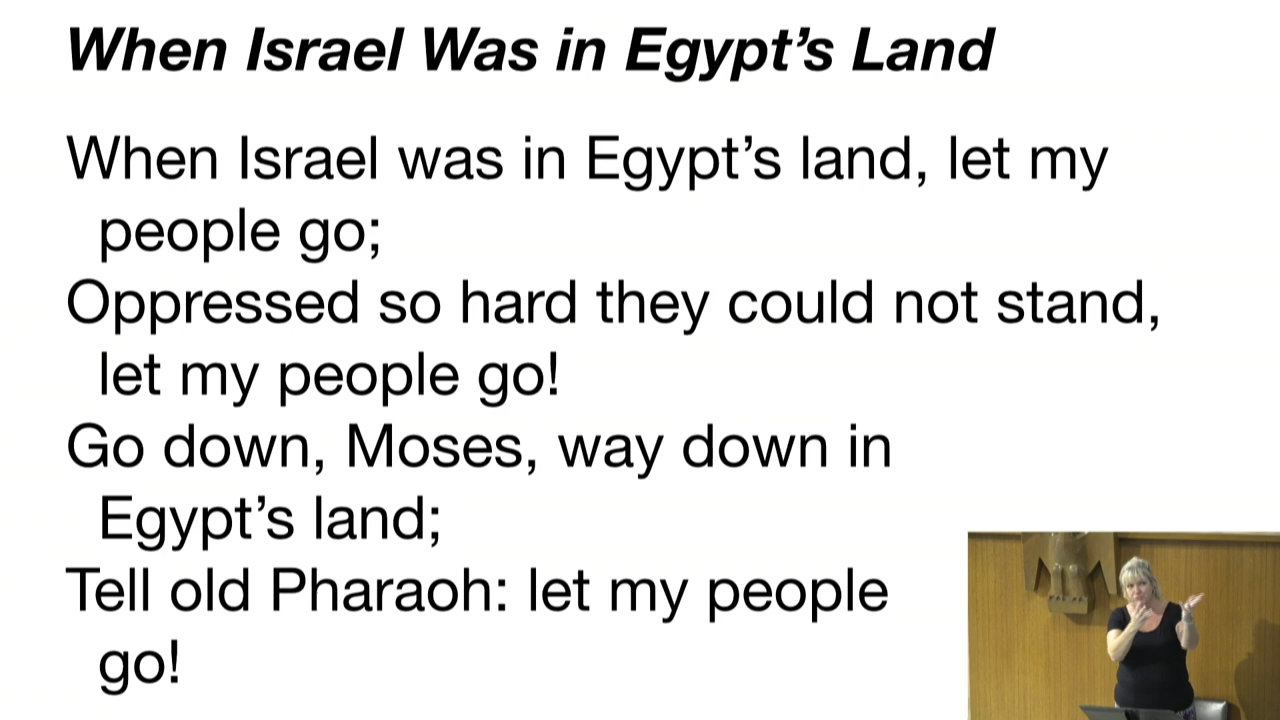 When Israel Was in Egypt’s Land
When Israel was in Egypt’s land, let my
people go;
Oppressed so hard they could not stand,
let my people go!
Go down, Moses, way down in
Egypt’s land;
Tell old Pharaoh: let my people
go!